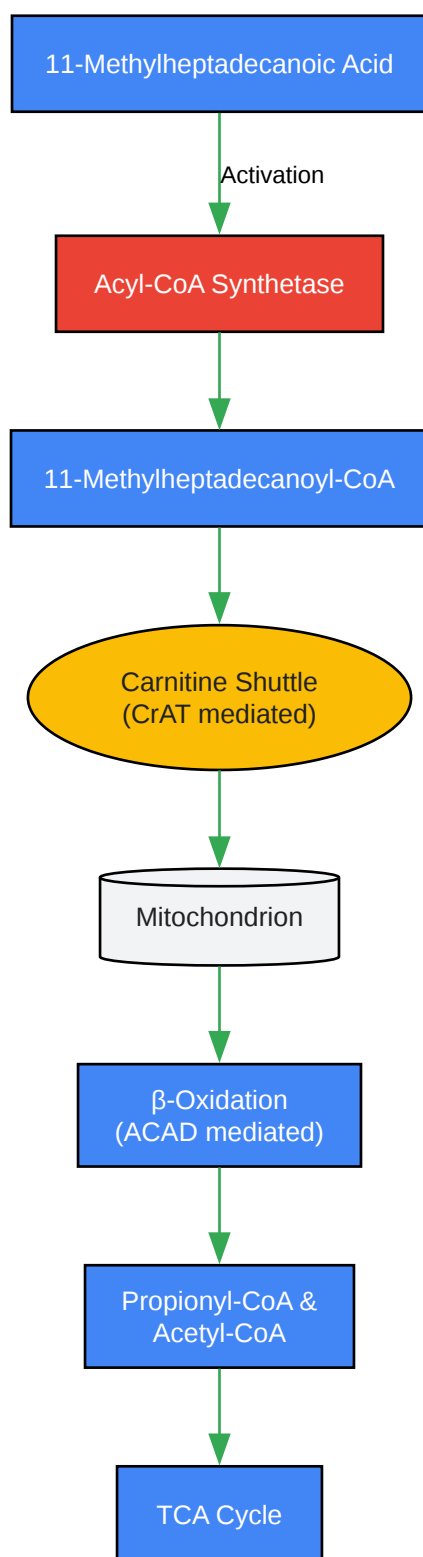 11-Methylheptadecanoic Acid
Activation
Acyl-CoA Synthetase
11-Methylheptadecanoyl-CoA
Carnitine Shuttle
(CrAT mediated)
Mitochondrion
β-Oxidation
(ACAD mediated)
Propionyl-CoA &
Acetyl-CoA
TCA Cycle